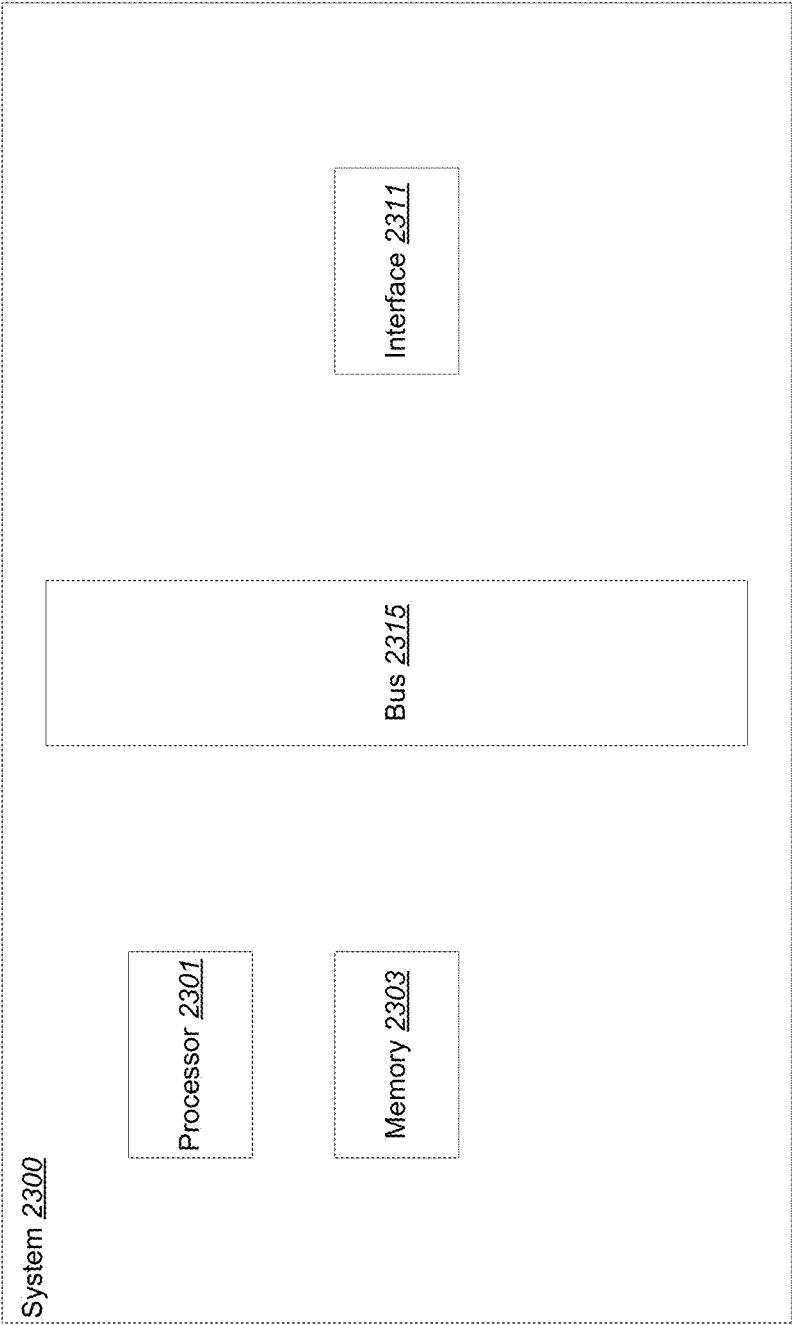 System 2300
Processor 2301
Memory 2303
Bus 2315
Interface 2311